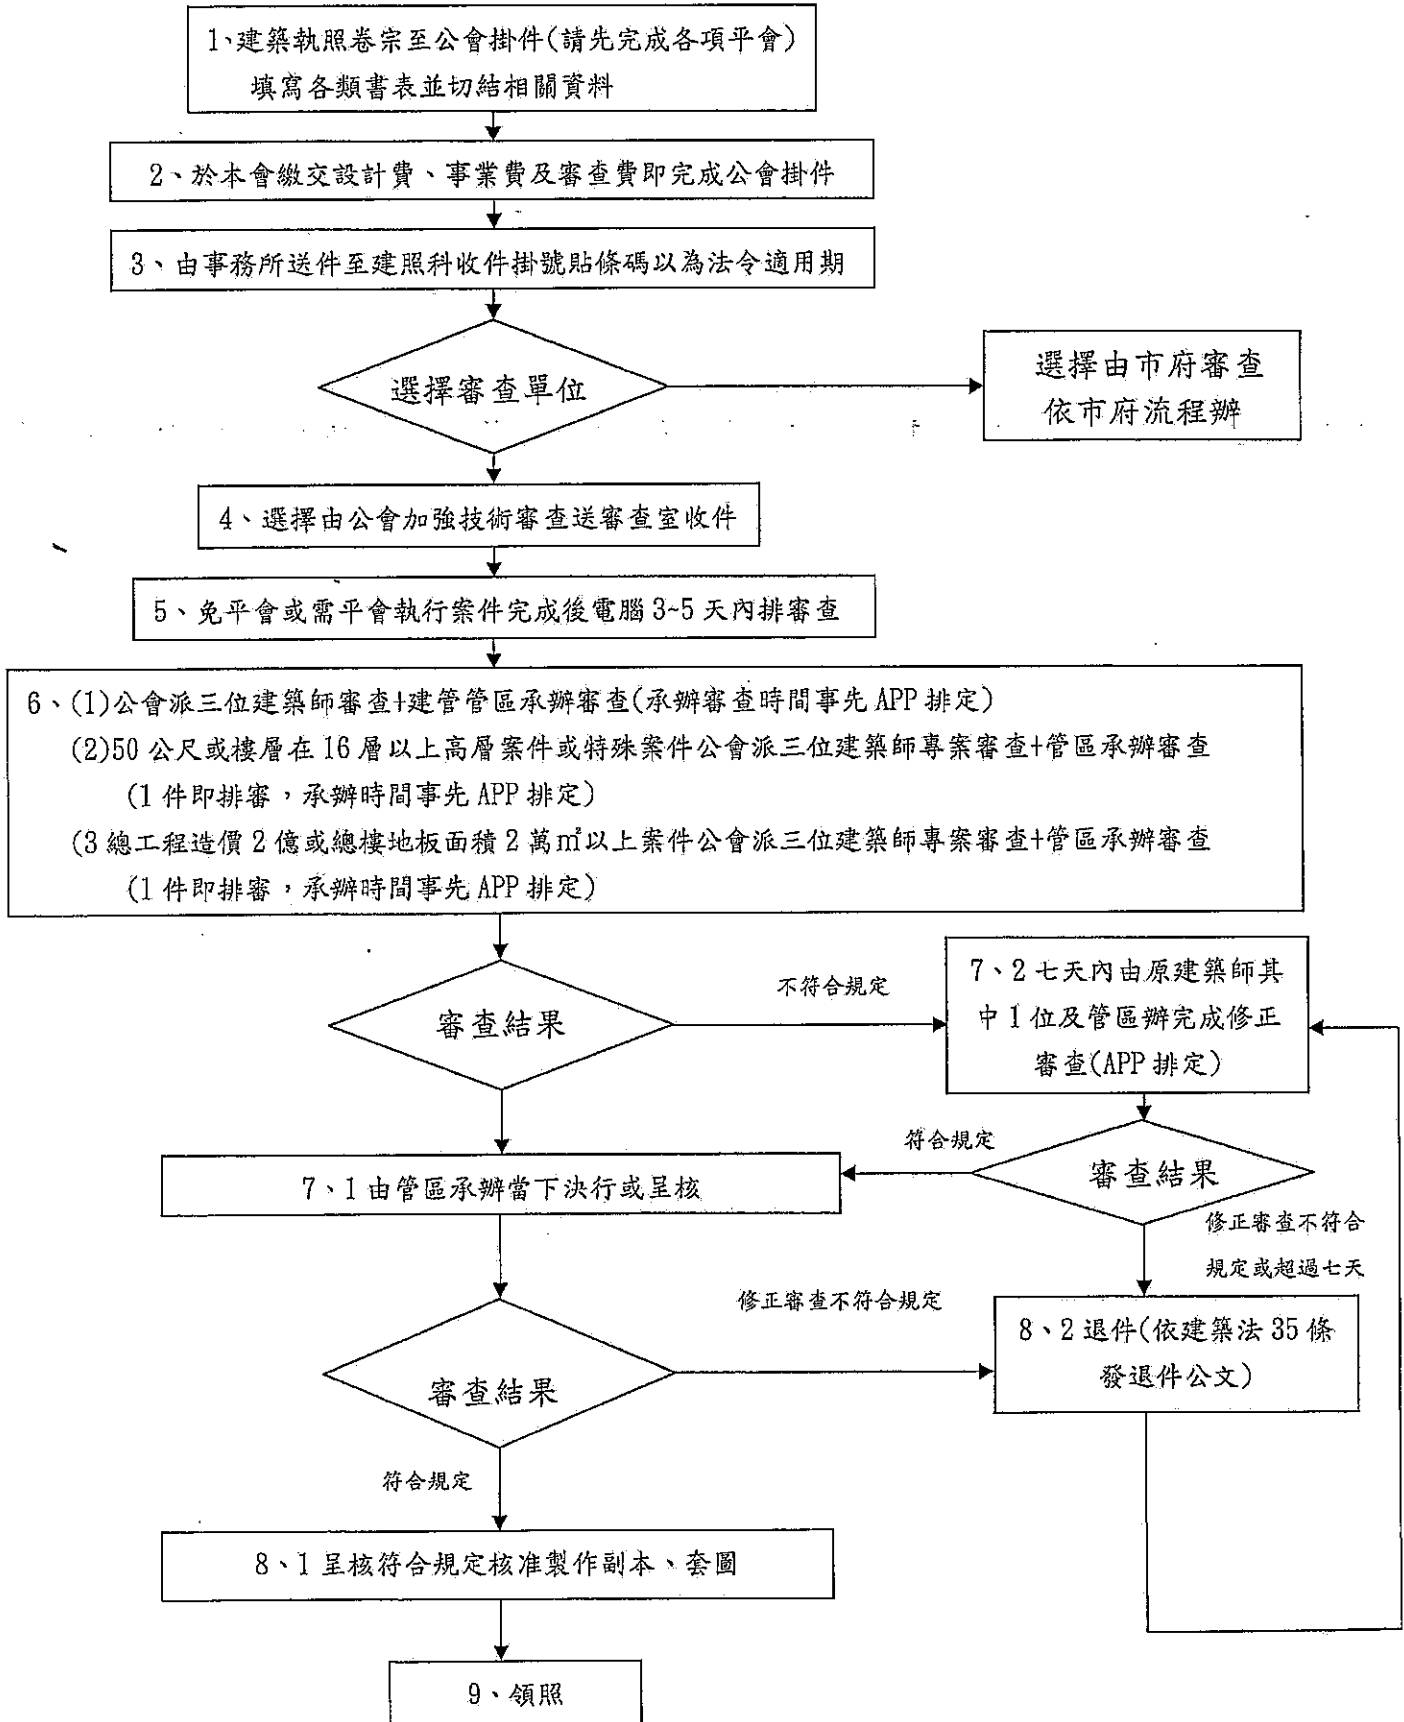 1、建築執照卷宗至公會掛件(請先完成各項平會)
填寫各類書表並切結相關資料
2、於本會繳交設計費、事業費及審查費即完成公會掛件
3、由事務所送件至建照科收件掛號貼條碼以為法令適用期
選擇審查單位
選擇由市府審查
依市府流程辦
4、選擇由公會加強技術審查送審查室收件
5、免平會或需平會執行案件完成後電腦3~5天內排審查
6、(1)公會派三位建築師審查+建管管區承辦審查(承辦審查時間事先APP排定)
(2)50公尺或樓層在16層以上高層案件或特殊案件公會派三位建築師專案審查+管區承辦審查
(1件即排審，承辦時間事先APP排定)
(3總工程造價2億或總樓地板面積2萬㎡以上案件公會派三位建築師專案審查+管區承辦審查
(1件即排審，承辦時間事先APP排定)
審查結果
不符合規定
7、2七天內由原建築師其
中1位及管區辦完成修正
審查(APP排定)
符合規定
審查結果
7、1由管區承辦當下決行或呈核
修正審查不符合
規定或超過七天
修正審查不符合規定
8、2退件(依建築法35條
發退件公文)
審查結果
符合規定
8、1呈核符合規定核准製作副本、套圖
9、領照